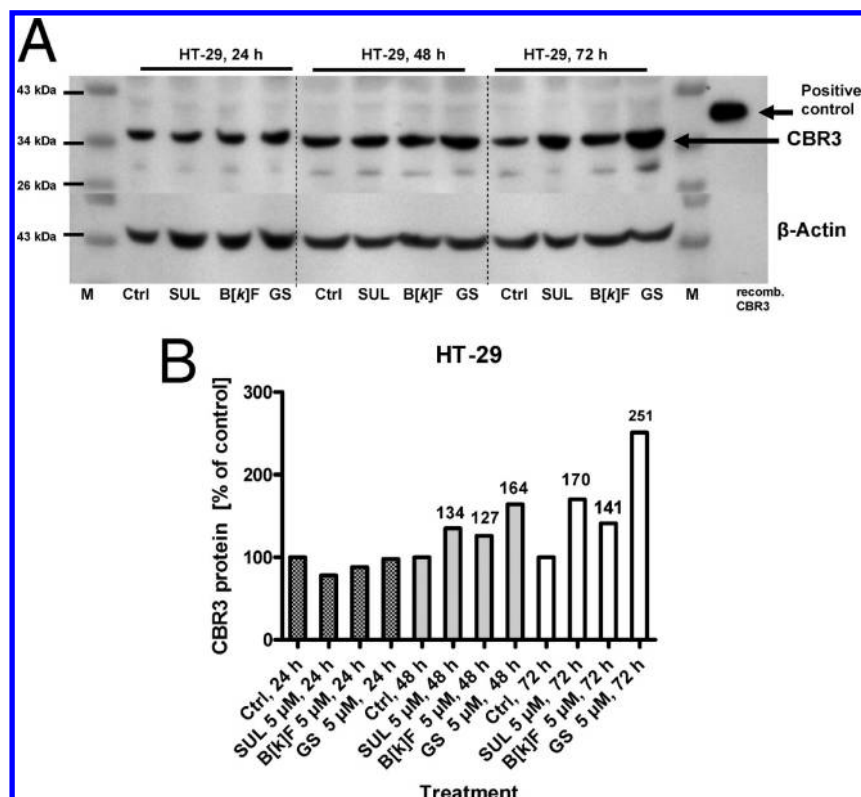 A
HT-29, 24 h
HT-29, 48 h
HT-29, 72 h
43 kDa
Positive
control
34 kDa
CBR3
26 kDa
43 kDa
β-Actin
M Ctrl SUL B[k]F GS Ctrl SUL B[k]F GS Ctrl SUL B[k]F GS M recomb.
CBR3
B
HT-29
CBR3 protein [% of control]
300
200
100
0
134
127
164
170
141
251
Ctrl, 24 h
SUL 5 µM, 24 h
B[k]F 5 µM, 24 h
GS 5 µM, 24 h
Ctrl, 48 h
SUL 5 µM, 48 h
B[k]F 5 µM, 48 h
GS 5 µM, 48 h
Ctrl, 72 h
SUL 5 µM, 72 h
B[k]F 5 µM, 72 h
GS 5 µM, 72 h
Treatment